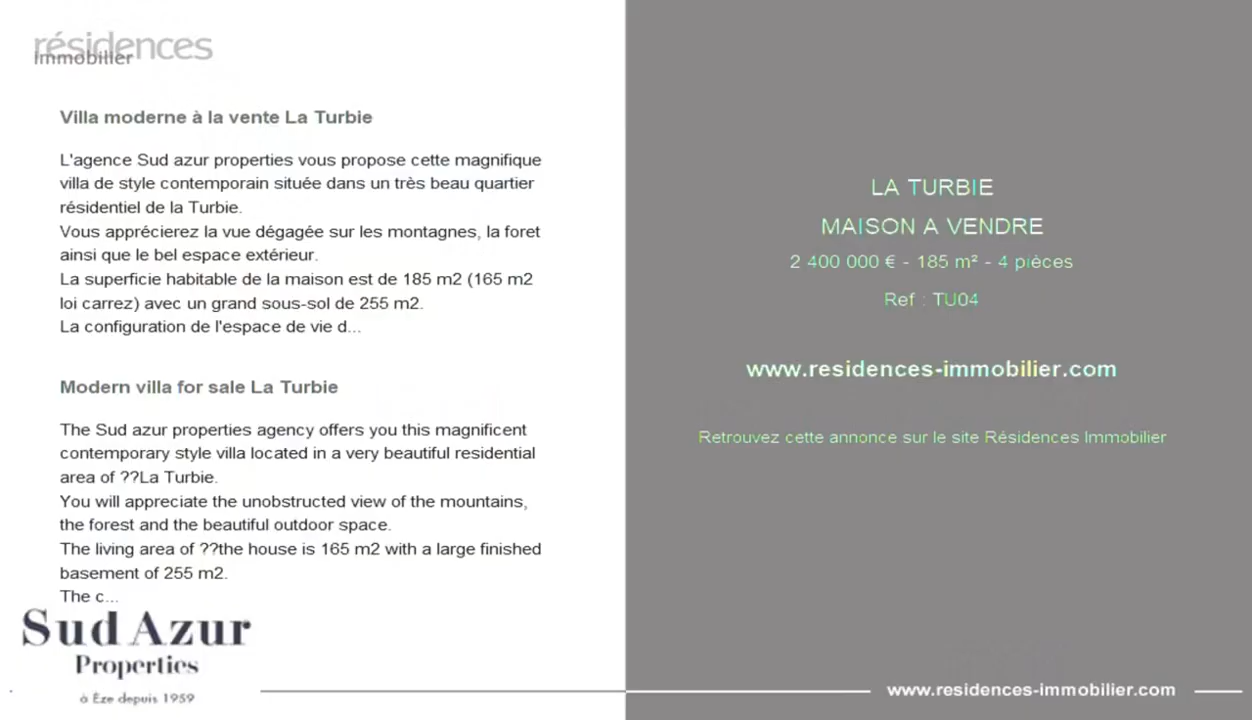 résidences
immobilier
Villa moderne à la vente La Turbie
L'agence Sud azur properties vous propose cette magnifique
villa de style contemporain située dans un très beau quartier
résidentiel de la Turbie.
Vous apprécierez la vue dégagée sur les montagnes, la foret
ainsi que le bel espace extérieur.
La superficie habitable de la maison est de 185 m2 (165 m2
loi carrez) avec un grand sous-sol de 255 m2.
La configuration de l'espace de vie d...
Modern villa for sale La Turbie
The Sud azur properties agency offers you this magnificent
contemporary style villa located in a very beautiful residential
area of ??La Turbie.
You will appreciate the unobstructed view of the mountains,
the forest and the beautiful outdoor space.
The living area of ??the house is 165 m2 with a large finished
basement of 255 m2.
The c...
Sud Azur
Properties
à Èze depuis 1959
LA TURBIE
MAISON A VENDRE
2 400 000 € - 185 m² - 4 pièces
Ref : TU04
www.residences-immobilier.com
Retrouvez cette annonce sur le site Résidences Immobilier
www.residences-immobilier.com